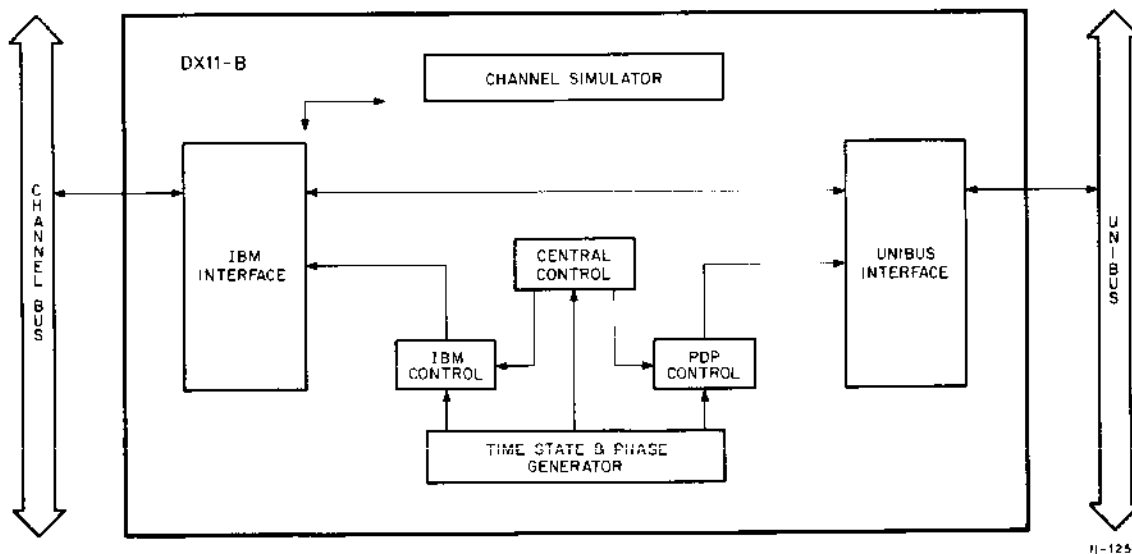 DX11-B
CHANNEL SIMULATOR
CHANNEL BUS
IBM
INTERFACE
CENTRAL
CONTROL
UNIBUS
INTERFACE
UNIBUS
IBM
CONTROL
PDP
CONTROL
TIME STATE & PHASE
GENERATOR
11-125